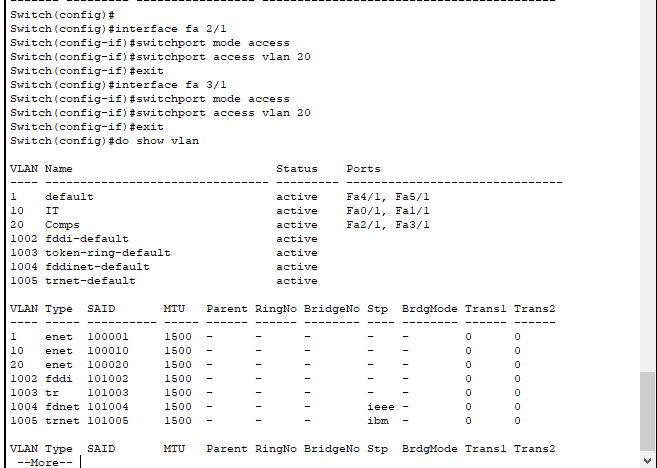 Switch(config)#
Switch(config)#interface fa 2/1
Switch(config-if)#switchport mode access
Switch(config-if)#switchport access vlan 20
Switch(config-if)#exit
Switch(config)#interface fa 3/1
Switch(config-if)#switchport mode access
Switch(config-if)#switchport access vlan 20
Switch(config-if)#exit
Switch(config)#do show vlan

VLAN Name                             Status    Ports
---- -------------------------------- --------- -------------------------------
1    default                          active    Fa4/1, Fa5/1
10   IT                               active    Fa0/1, Fa1/1
20   Comps                            active    Fa2/1, Fa3/1
1002 fddi-default                     active
1003 token-ring-default               active
1004 fddinet-default                  active
1005 trnet-default                    active

VLAN Type  SAID       MTU   Parent RingNo BridgeNo Stp  BrdgMode Trans1 Trans2
---- ----- ---------- ----- ------ ------ -------- ---- -------- ------ ------
1    enet  100001     1500  -      -      -        -    -        0      0
10   enet  100010     1500  -      -      -        -    -        0      0
20   enet  100020     1500  -      -      -        -    -        0      0
1002 fddi  101002     1500  -      -      -        -    -        0      0
1003 tr    101003     1500  -      -      -        -    -        0      0
1004 fdnet 101004     1500  -      -      -        ieee -        0      0
1005 trnet 101005     1500  -      -      -        ibm  -        0      0

VLAN Type  SAID       MTU   Parent RingNo BridgeNo Stp  BrdgMode Trans1 Trans2
 --More--